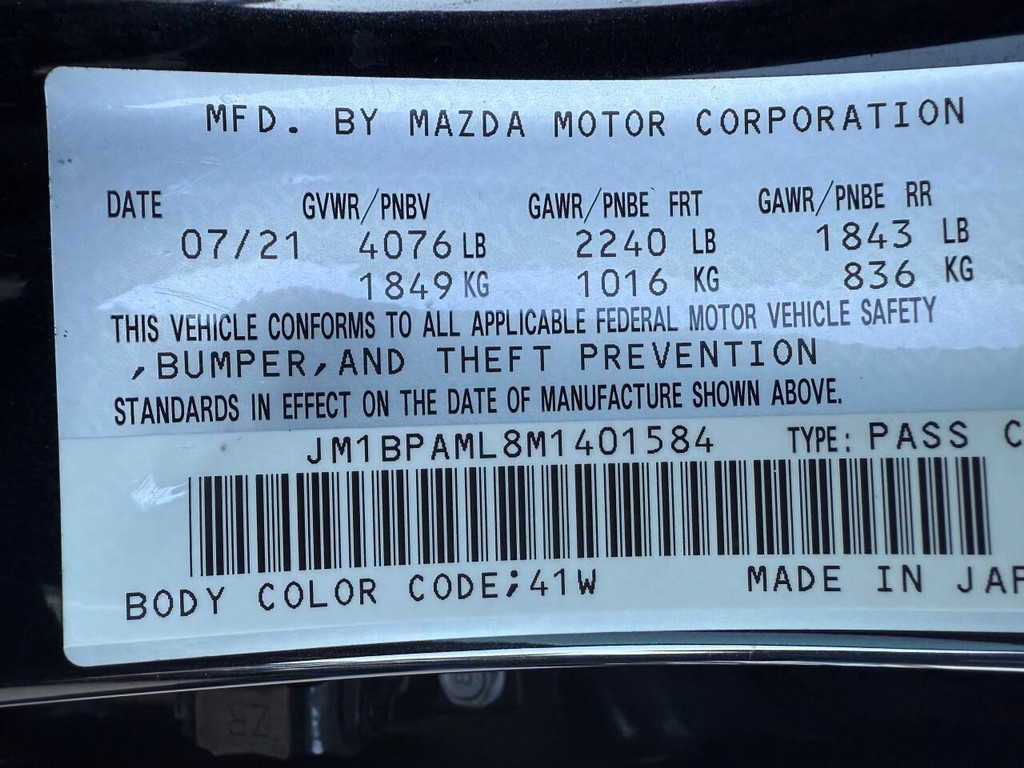 MFD. BY MAZDA MOTOR CORPORATION
DATE GVWR/PNBV GAWR/PNBE FRT GAWR/PNBE RR
07/21 4076 LB 2240 LB 1843 LB
1849 KG 1016 KG 836 KG
THIS VEHICLE CONFORMS TO ALL APPLICABLE FEDERAL MOTOR VEHICLE SAFETY
,BUMPER,AND THEFT PREVENTION
STANDARDS IN EFFECT ON THE DATE OF MANUFACTURE SHOWN ABOVE.
JM1BPAML8M1401584 TYPE: PASS C
BODY COLOR CODE;41W MADE IN JAP